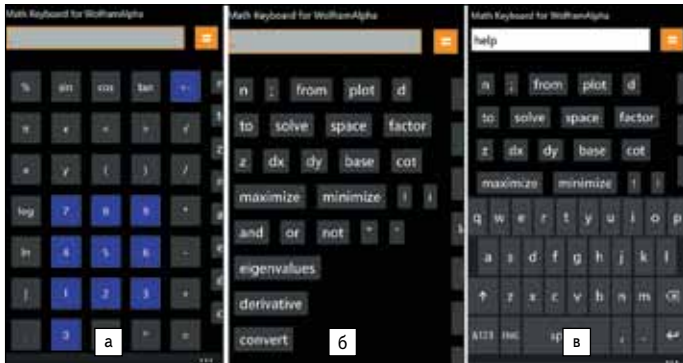 Math Keyboard for WolframAlpha
=
% sin cos tan ←
π < = > √
x y ( ) /
log 7 8 9 *
ln 4 5 6 -
1 2 3 +
а
Math Keyboard for WolframAlpha
=
n ; from plot d
to solve space factor
z dx dy base cot
maximize minimize ! i
and or not " '
eigenvalues
derivative
convert
б
Math Keyboard for WolframAlpha
help
=
n ; from plot d
to solve space factor
z dx dy base cot
maximize minimize ! i
q w e r t y u i o p
a s d f g h j k l
z x c v b n m
&123 , .
в